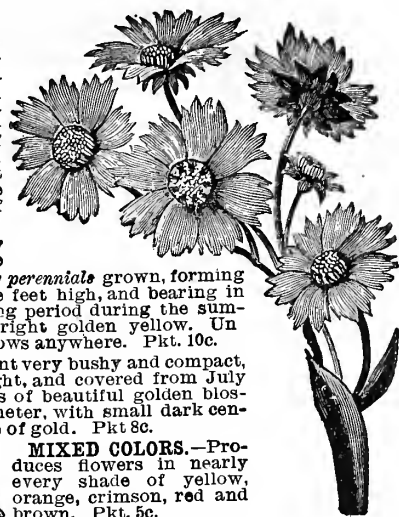 perennials grown, forming
feet high, and bearing in
period during the sum-
right golden yellow. Un
anywhere. Pkt. 10c.
nt very bushy and compact,
ght, and covered from July
s of beautiful golden blos-
meter, with small dark cen-
of gold. Pkt 8c.
MIXED COLORS.—Pro-
duces flowers in nearly
every shade of yellow,
orange, crimson, red and
brown. Pkt. 5c.